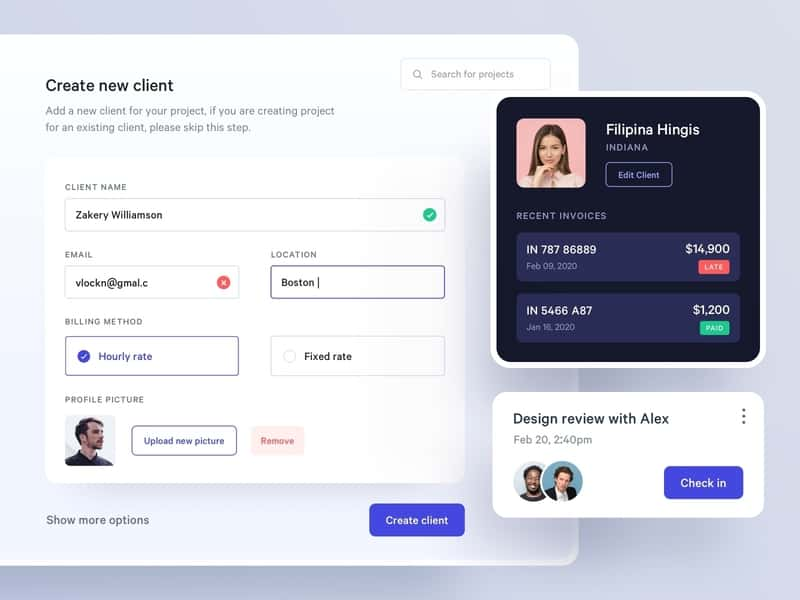 Search for projects
Create new client
Add a new client for your project, if you are creating project
for an existing client, please skip this step.
CLIENT NAME
Zakery Williamson
EMAIL
LOCATION
vlockn@gmal.c
Boston
BILLING METHOD
Hourly rate
Fixed rate
PROFILE PICTURE
Upload new picture
Remove
Show more options
Create client
Filipina Hingis
INDIANA
Edit Client
RECENT INVOICES
IN 787 86889
$14,900
Feb 09, 2020
LATE
IN 5466 A87
$1,200
Jan 16, 2020
PAID
Design review with Alex
Feb 20, 2:40pm
Check in